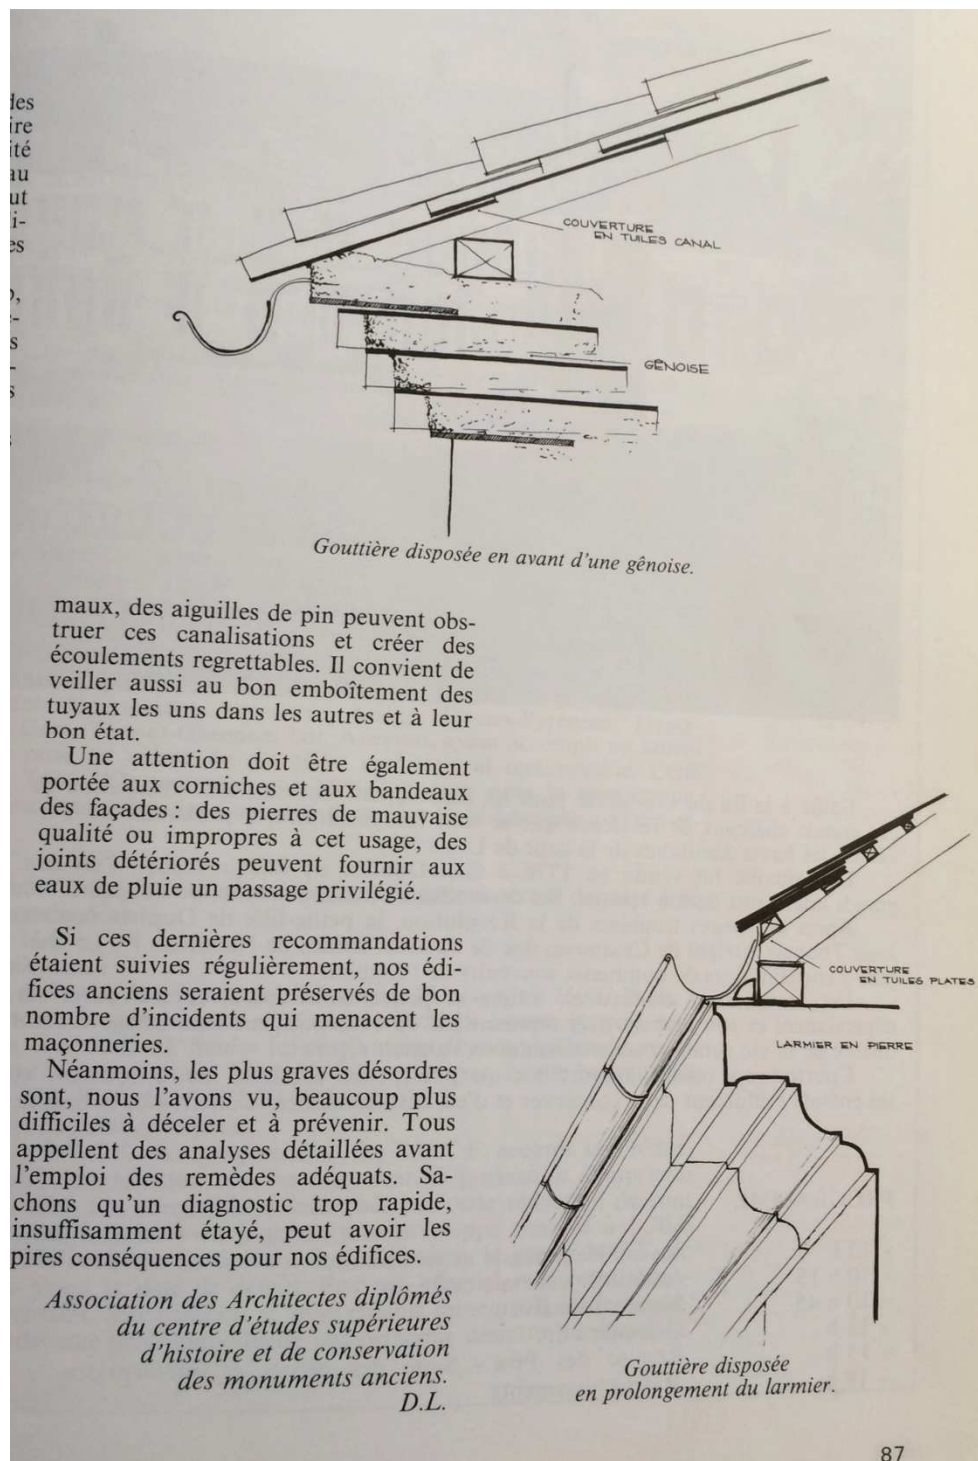 des
ire
ité
au
ut
i-
es
s
-
s
COUVERTURE
EN TUILES CANAL
GÊNOISE
Gouttière disposée en avant d'une gênoise.
maux, des aiguilles de pin peuvent obs-
truer ces canalisations et créer des
écoulements regrettables. Il convient de
veiller aussi au bon emboîtement des
tuyaux les uns dans les autres et à leur
bon état.
Une attention doit être également
portée aux corniches et aux bandeaux
des façades : des pierres de mauvaise
qualité ou impropres à cet usage, des
joints détériorés peuvent fournir aux
eaux de pluie un passage privilégié.
Si ces dernières recommandations
étaient suivies régulièrement, nos édi-
fices anciens seraient préservés de bon
nombre d'incidents qui menacent les
maçonneries.
Néanmoins, les plus graves désordres
sont, nous l'avons vu, beaucoup plus
difficiles à déceler et à prévenir. Tous
appellent des analyses détaillées avant
l'emploi des remèdes adéquats. Sa-
chons qu'un diagnostic trop rapide,
insuffisamment étayé, peut avoir les
pires conséquences pour nos édifices.
Association des Architectes diplômés
du centre d'études supérieures
d'histoire et de conservation
des monuments anciens.
D.L.
COUVERTURE
EN TUILES PLATES
LARMIER EN PIERRE
Gouttière disposée
en prolongement du larmier.
87